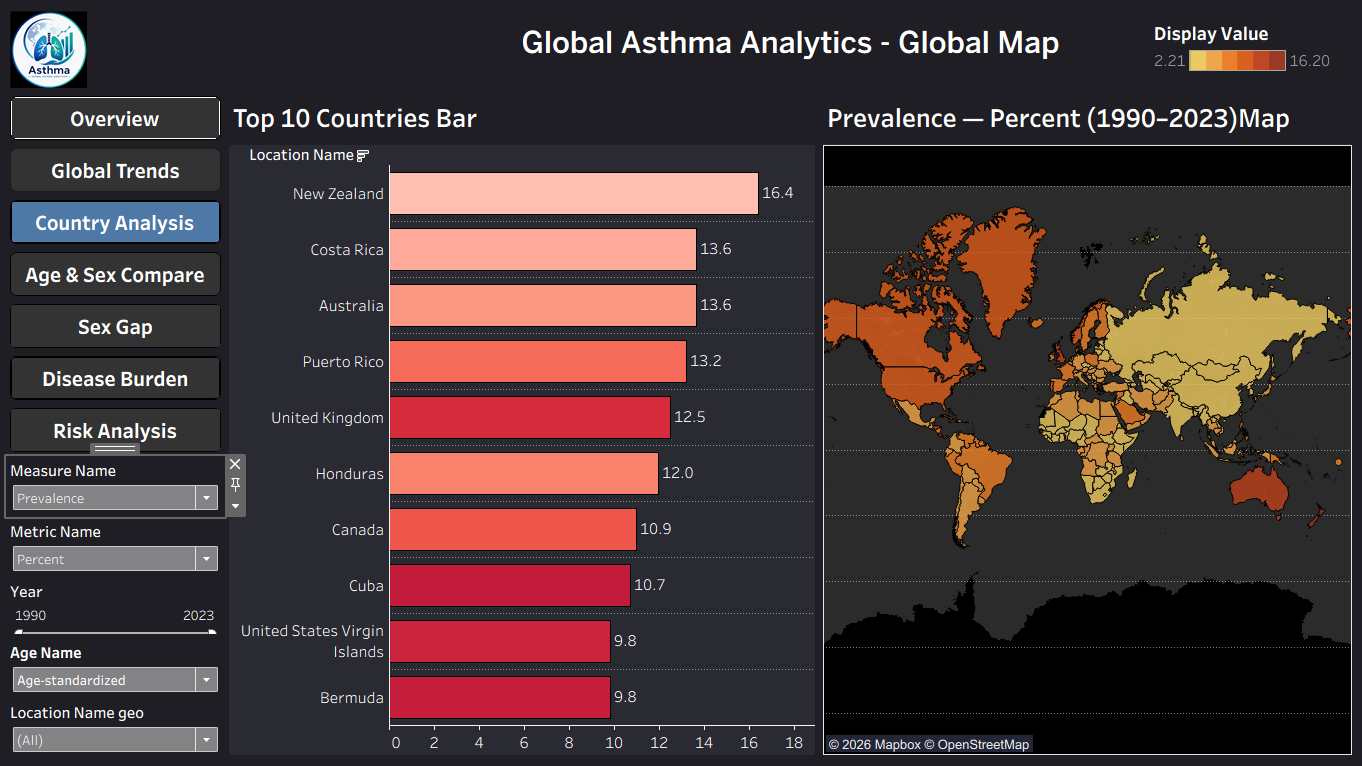 Asthma
Global Asthma Analytics - Global Map
Display Value
2.21 16.20
Overview
Global Trends
Country Analysis
Age & Sex Compare
Sex Gap
Disease Burden
Risk Analysis
Measure Name
Prevalence
Metric Name
Percent
Year
1990 2023
Age Name
Age-standardized
Location Name geo
(All)
Top 10 Countries Bar
Location Name
New Zealand 16.4
Costa Rica 13.6
Australia 13.6
Puerto Rico 13.2
United Kingdom 12.5
Honduras 12.0
Canada 10.9
Cuba 10.7
United States Virgin
Islands 9.8
Bermuda 9.8
0 2 4 6 8 10 12 14 16 18
Prevalence — Percent (1990–2023)Map
© 2026 Mapbox © OpenStreetMap